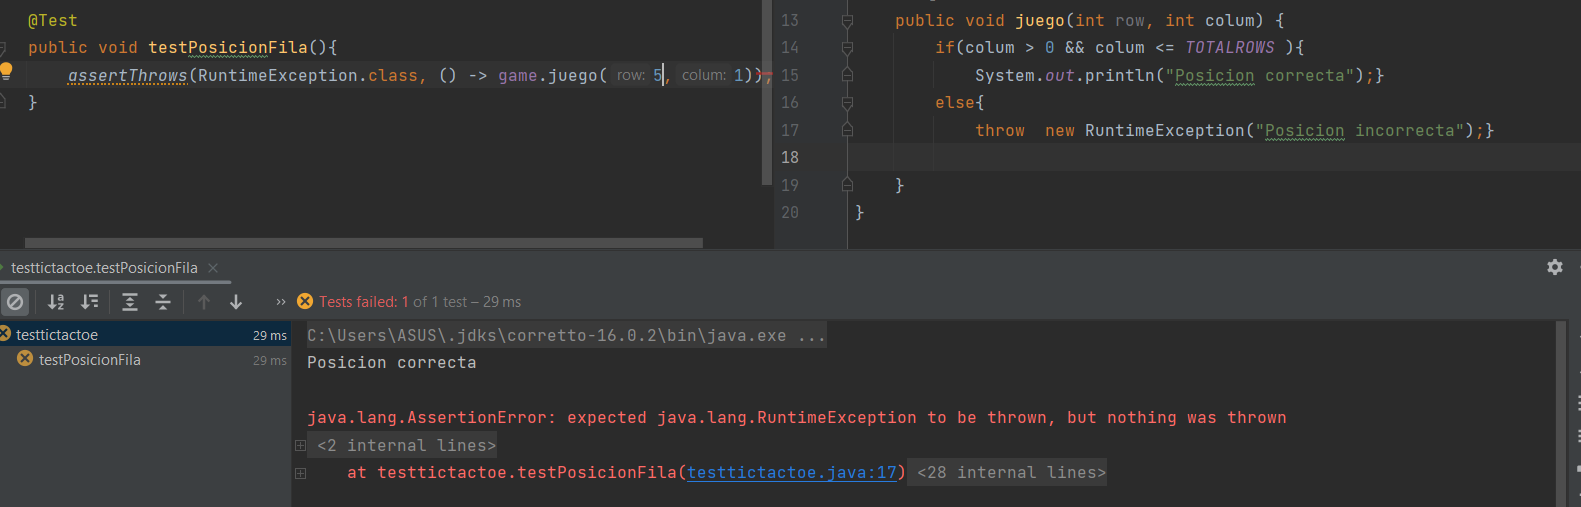 @Test
public void testPosicionFila(){
assertThrows(RuntimeException.class, () -> game.juego( row: 5, colum: 1));
}
13 public void juego(int row, int colum) {
14 if(colum > 0 && colum <= TOTALROWS ){
15 System.out.println("Posicion correcta");}
16 else{
17 throw  new RuntimeException("Posicion incorrecta");}
18
19 }
20 }
testtictactoe.testPosicionFila ×
» Tests failed: 1 of 1 test – 29 ms
testtictactoe 29 ms
testPosicionFila 29 ms
C:\Users\ASUS\.jdks\corretto-16.0.2\bin\java.exe ...
Posicion correcta
java.lang.AssertionError: expected java.lang.RuntimeException to be thrown, but nothing was thrown
<2 internal lines>
at testtictactoe.testPosicionFila(testtictactoe.java:17) <28 internal lines>